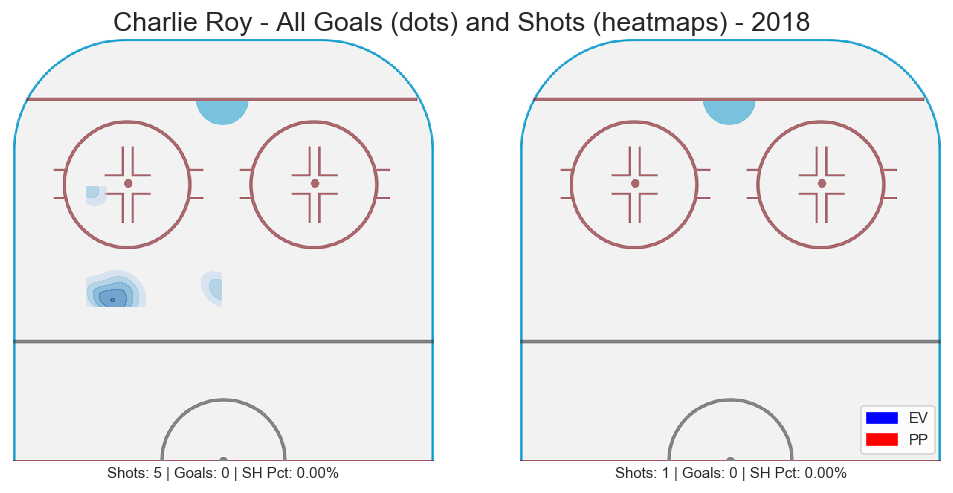 Charlie Roy - All Goals (dots) and Shots (heatmaps) - 2018
EV
PP
Shots: 5 | Goals: 0 | SH Pct: 0.00%
Shots: 1 | Goals: 0 | SH Pct: 0.00%